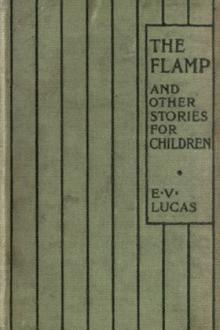 THE
FLAMP
AND
OTHER
STORIES
FOR
CHILDREN
E·V·
LUCAS